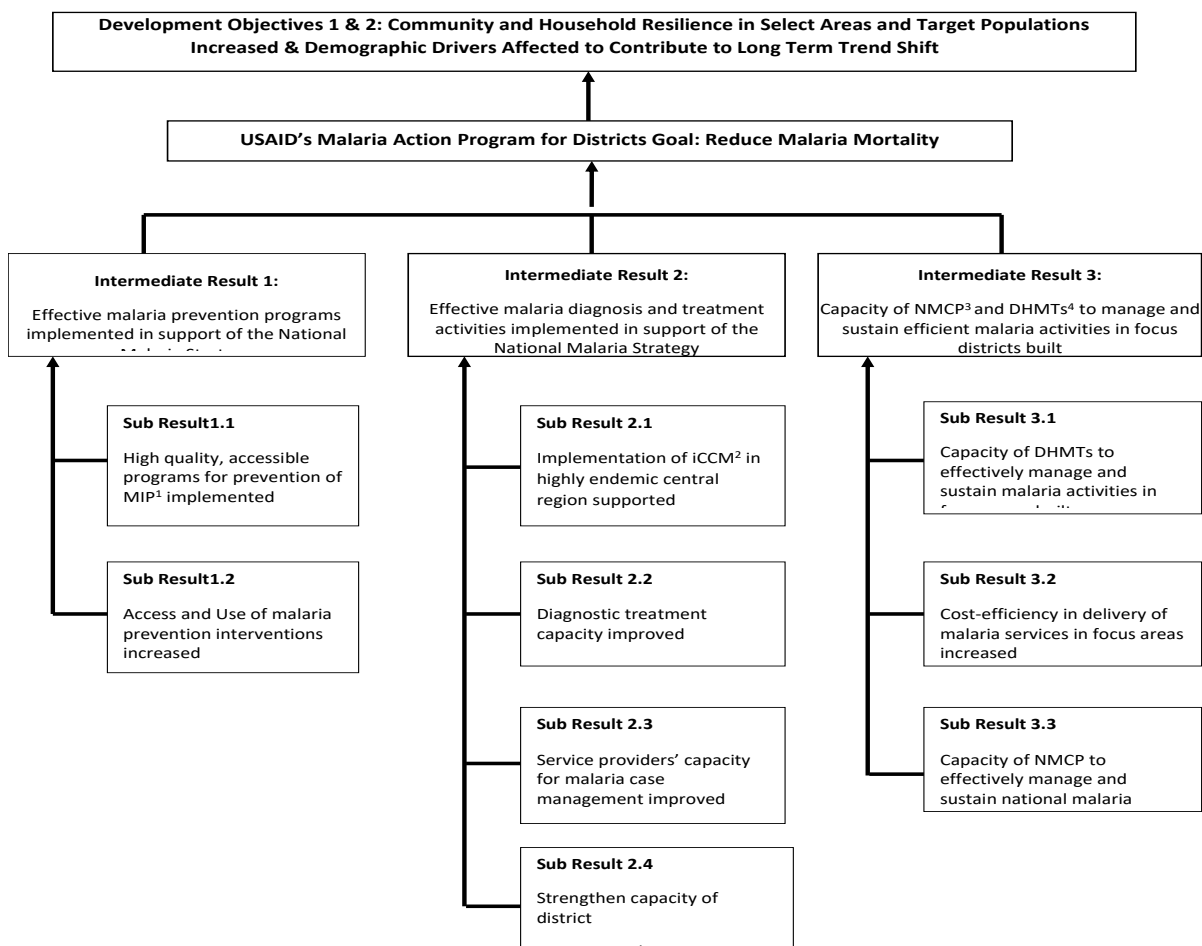 Development Objectives 1 & 2: Community and Household Resilience in Select Areas and Target Populations
Increased & Demographic Drivers Affected to Contribute to Long Term Trend Shift
USAID’s Malaria Action Program for Districts Goal: Reduce Malaria Mortality
Intermediate Result 1:
Effective malaria prevention programs
implemented in support of the National
Intermediate Result 2:
Effective malaria diagnosis and treatment
activities implemented in support of the
National Malaria Strategy
Intermediate Result 3:
Capacity of NMCP³ and DHMTs⁴ to manage and
sustain efficient malaria activities in focus
districts built
Sub Result1.1
High quality, accessible
programs for prevention of
MIP¹ implemented
Sub Result1.2
Access and Use of malaria
prevention interventions
increased
Sub Result 2.1
Implementation of iCCM² in
highly endemic central
region supported
Sub Result 2.2
Diagnostic treatment
capacity improved
Sub Result 2.3
Service providers’ capacity
for malaria case
management improved
Sub Result 2.4
Strengthen capacity of
district
Sub Result 3.1
Capacity of DHMTs to
effectively manage and
sustain malaria activities in
Sub Result 3.2
Cost-efficiency in delivery of
malaria services in focus areas
increased
Sub Result 3.3
Capacity of NMCP to
effectively manage and
sustain national malaria